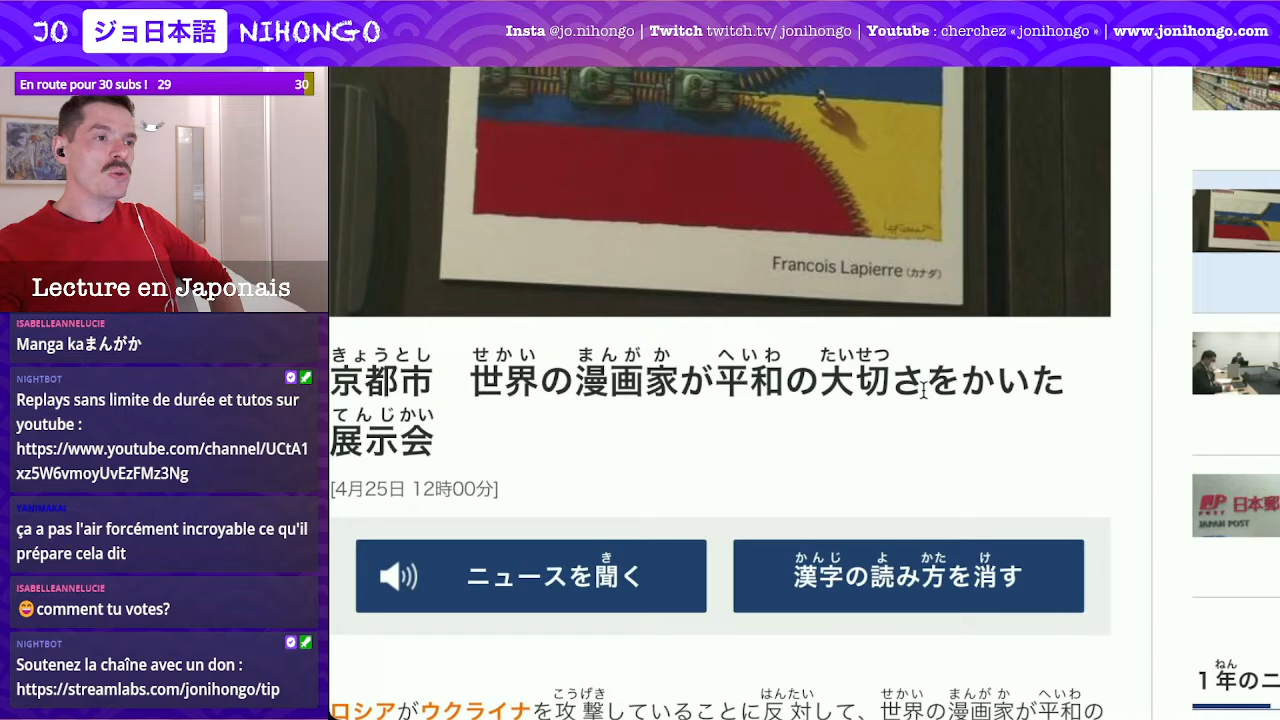 JO ジョ日本語 NIHONGO
Insta @jo.nihongo | Twitch twitch.tv/ jonihongo | Youtube : cherchez « jonihongo » | www.jonihongo.com
En route pour 30 subs ! 29 30
Lecture en Japonais
ISABELLEANNELUCIE
Manga kaまんがか
NIGHTBOT
Replays sans limite de durée et tutos sur
youtube :
https://www.youtube.com/channel/UCtA1
xz5W6vmoyUvEzFMz3Ng
YANIMAKAI
ça a pas l'air forcément incroyable ce qu'il
prépare cela dit
ISABELLEANNELUCIE
😄comment tu votes?
NIGHTBOT
Soutenez la chaîne avec un don :
https://streamlabs.com/jonihongo/tip
Francois Lapierre (カナダ)
きょうとし せかい まんがか へいわ たいせつ
京都市 世界の漫画家が平和の大切さをかいた
てんじかい
展示会
[4月25日 12時00分]
き
ニュースを聞く
かんじ よ かた け
漢字の読み方を消す
こうげき はんたい せかい まんが か へいわ
ロシアがウクライナを攻撃していることに反対して、世界の漫画家が平和の
日本郵
JAPAN POST
ねん
1年のニ